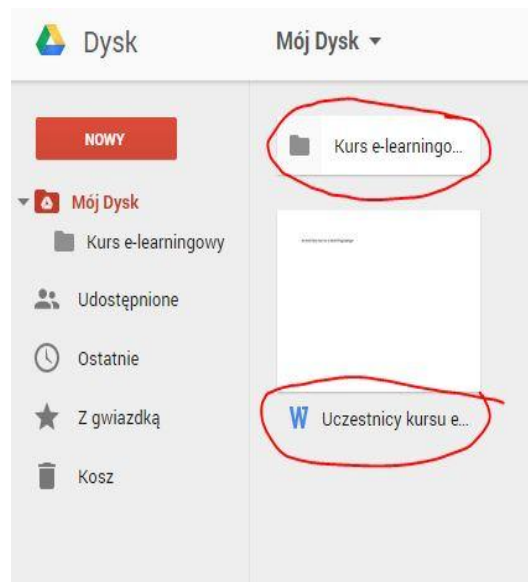 Dysk
Mój Dysk
NOWY
Mój Dysk
Kurs e-learningowy
Udostępnione
Ostatnie
Z gwiazdką
Kosz
Kurs e-learningo...
W Uczestnicy kursu e...